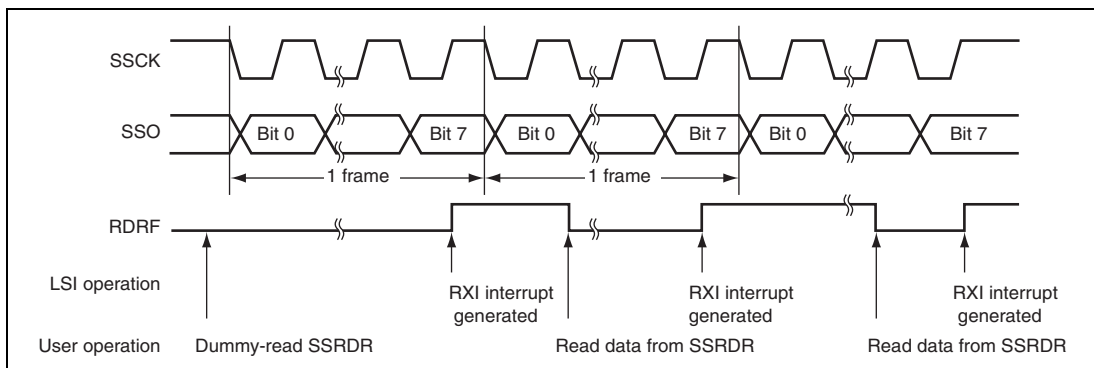 SSCK
SSO
Bit 0
Bit 7
Bit 0
Bit 7
Bit 0
Bit 7
1 frame
1 frame
RDRF
LSI operation
RXI interrupt
generated
RXI interrupt
generated
RXI interrupt
generated
User operation
Dummy-read SSRDR
Read data from SSRDR
Read data from SSRDR